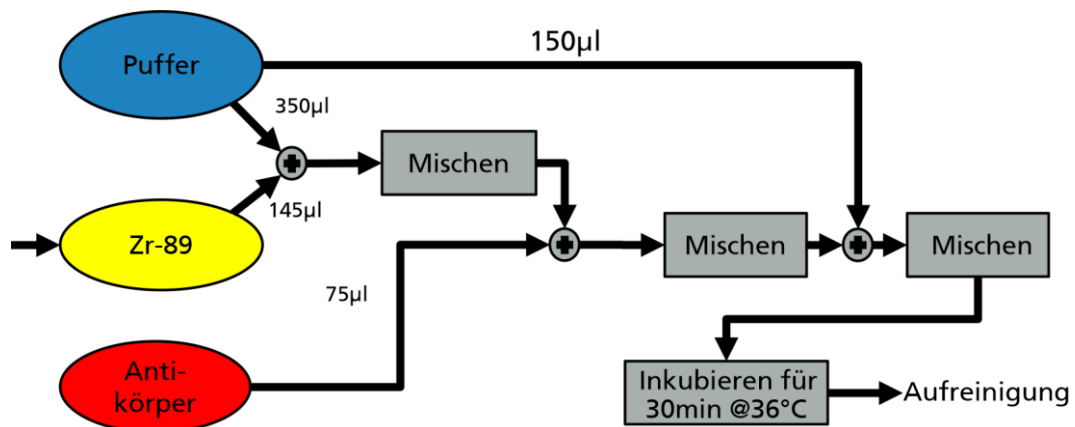 Puffer
150µl
350µl
Mischen
145µl
Zr-89
Mischen
Mischen
75µl
Anti-
körper
Inkubieren für
30min @36°C
Aufreinigung